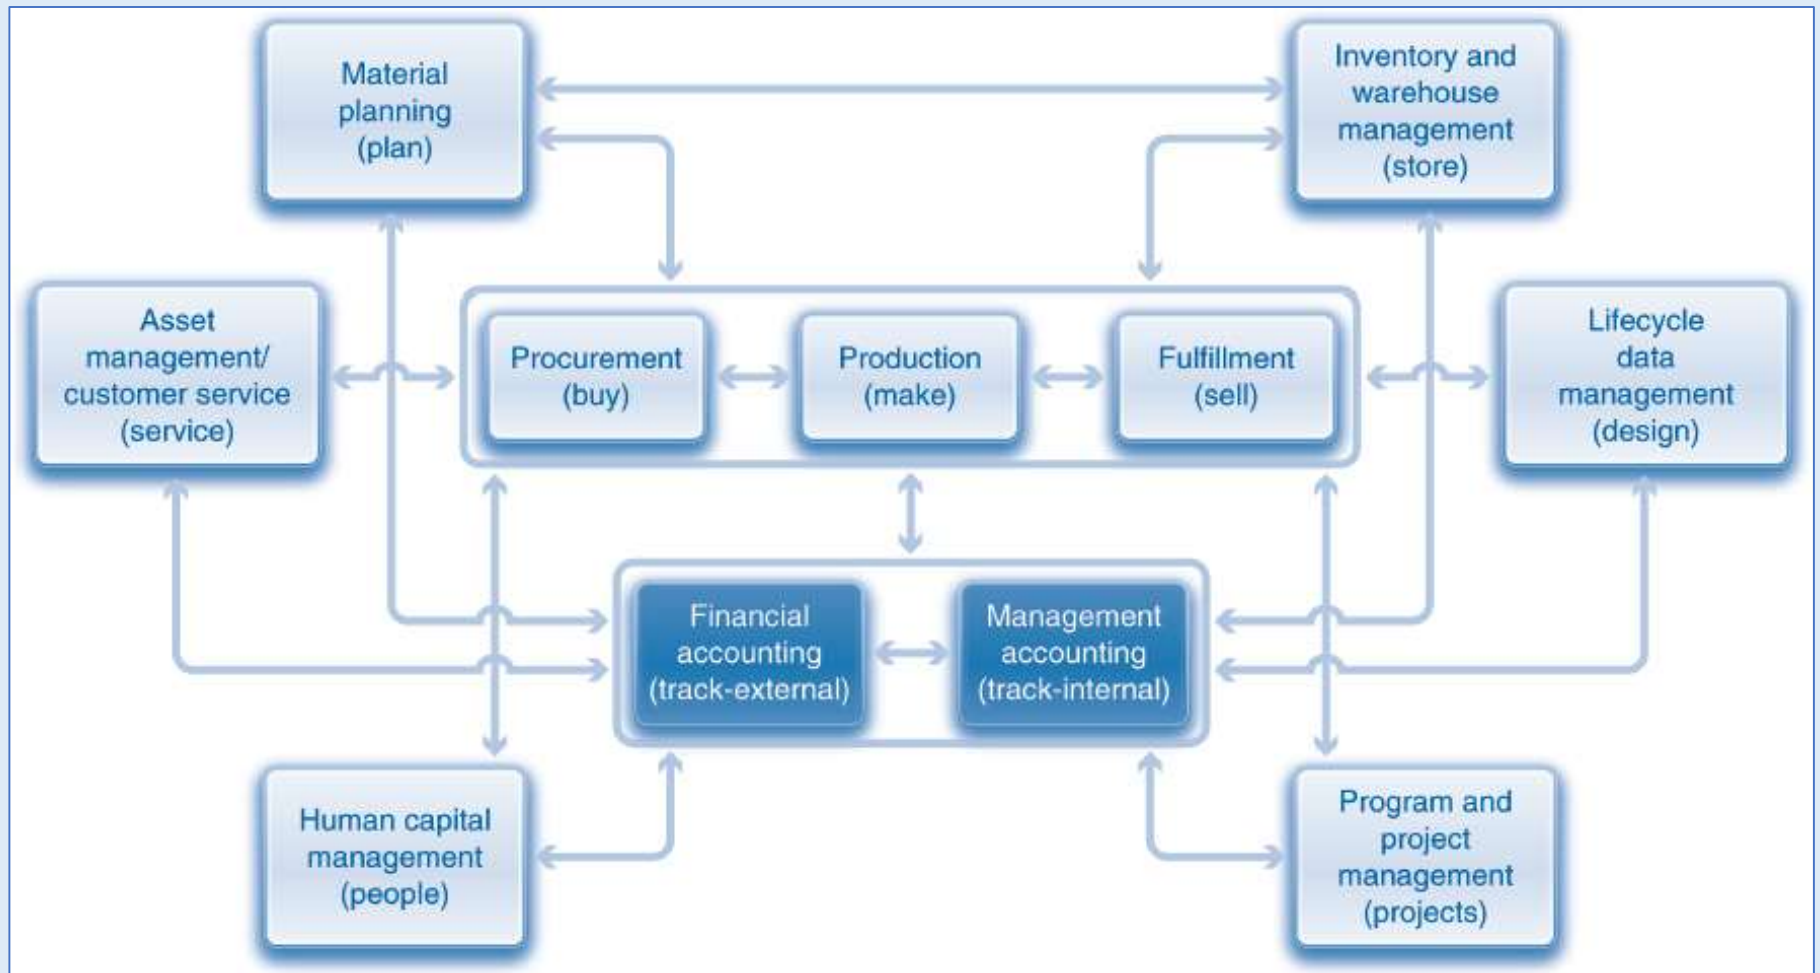 Material
planning
(plan)
Inventory and
warehouse
management
(store)
Asset
management/
customer service
(service)
Procurement
(buy)
Production
(make)
Fulfillment
(sell)
Lifecycle
data
management
(design)
Financial
accounting
(track-external)
Management
accounting
(track-internal)
Human capital
management
(people)
Program and
project
management
(projects)